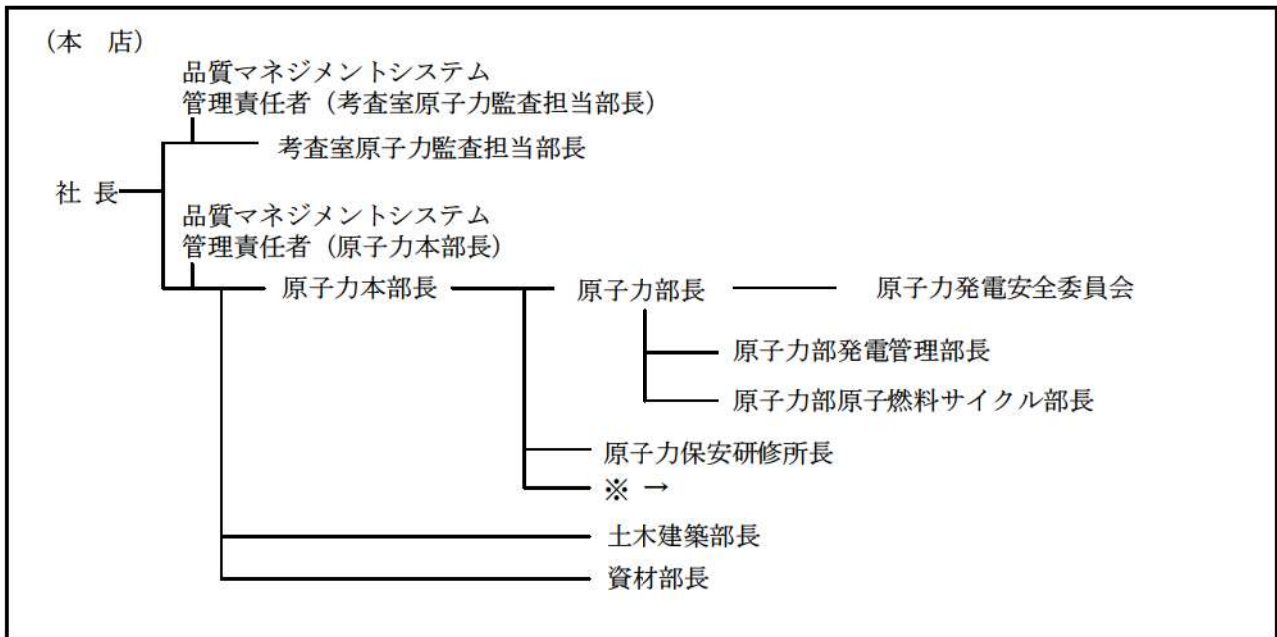 (本　店)
品質マネジメントシステム
管理責任者（考査室原子力監査担当部長）
考査室原子力監査担当部長
社 長
品質マネジメントシステム
管理責任者（原子力本部長）
原子力本部長
原子力部長
原子力発電安全委員会
原子力部発電管理部長
原子力部原子燃料サイクル部長
原子力保安研修所長
※ →
土木建築部長
資材部長